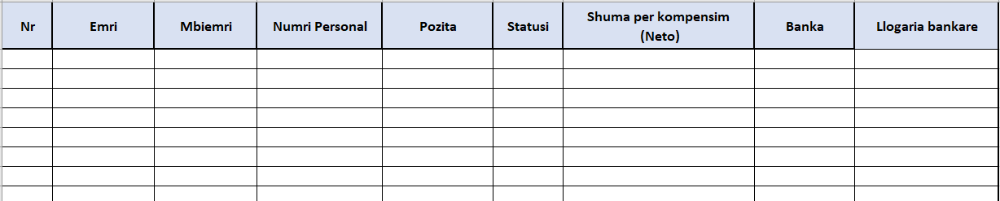 Nr
Emri
Mbiemri
Numri Personal
Pozita
Statusi
Shuma per kompensim
(Neto)
Banka
Llogaria bankare